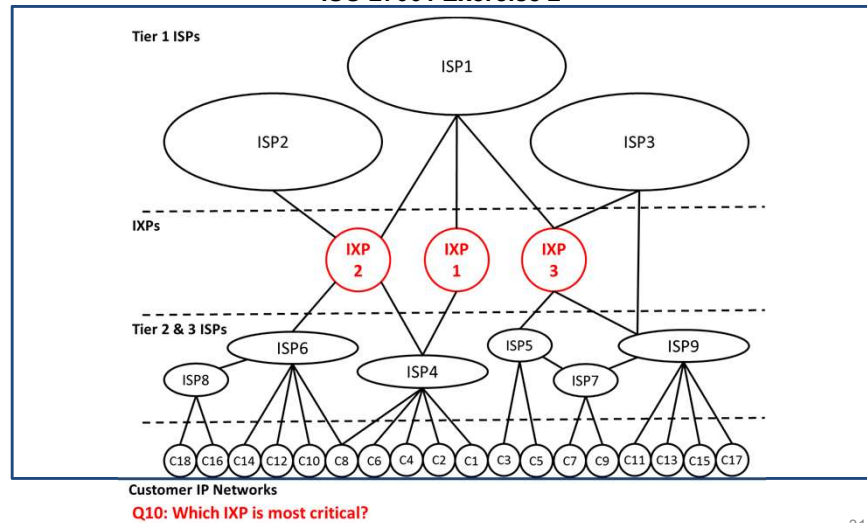 Tier 1 ISPs
ISP1
ISP2
ISP3
IXPs
IXP
2
IXP
1
IXP
3
Tier 2 & 3 ISPs
ISP6
ISP5
ISP9
ISP8
ISP4
ISP7
C18 C16 C14 C12 C10 C8 C6 C4 C2 C1 C3 C5 C7 C9 C11 C13 C15 C17
Customer IP Networks
Q10: Which IXP is most critical?